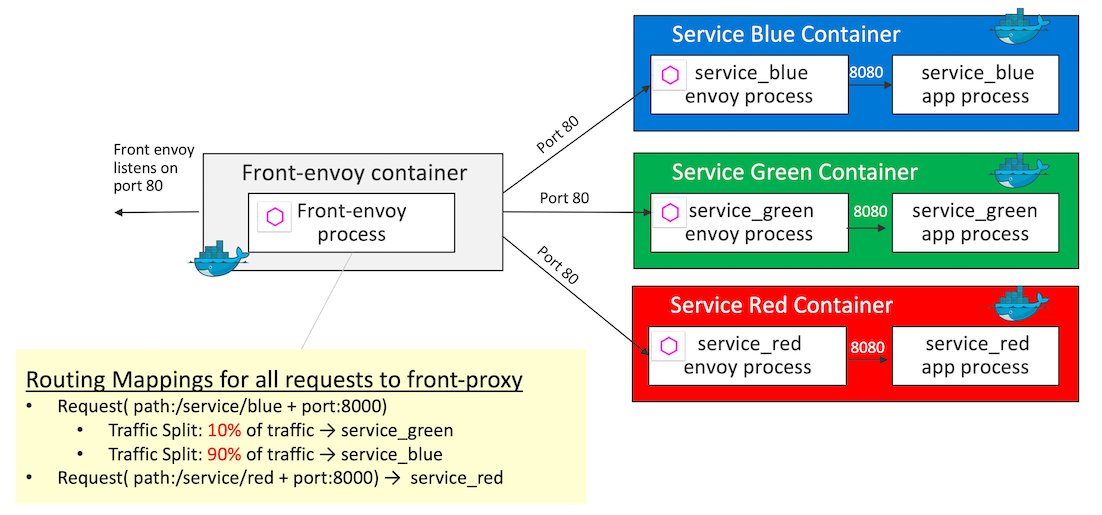 Service Blue Container
service_blue
envoy process
8080
service_blue
app process
Port 80
Front envoy
listens on
port 80
Front-envoy container
Front-envoy
process
Port 80
Service Green Container
service_green
envoy process
8080
service_green
app process
Port 80
Service Red Container
service_red
envoy process
8080
service_red
app process
Routing Mappings for all requests to front-proxy
• Request( path:/service/blue + port:8000)
• Traffic Split: 10% of traffic → service_green
• Traffic Split: 90% of traffic → service_blue
• Request( path:/service/red + port:8000) → service_red